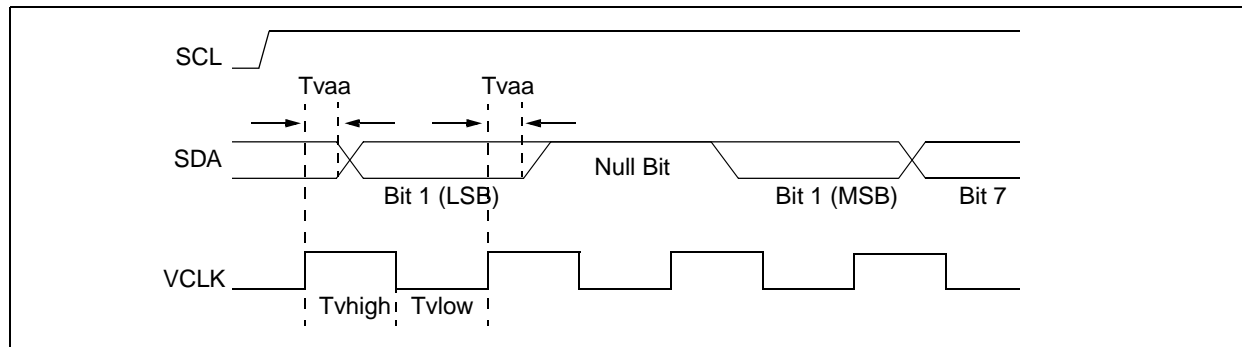 SCL
Tvaa Tvaa
SDA
Null Bit
Bit 1 (LSB) Bit 1 (MSB) Bit 7
VCLK
Tvhigh Tvlow